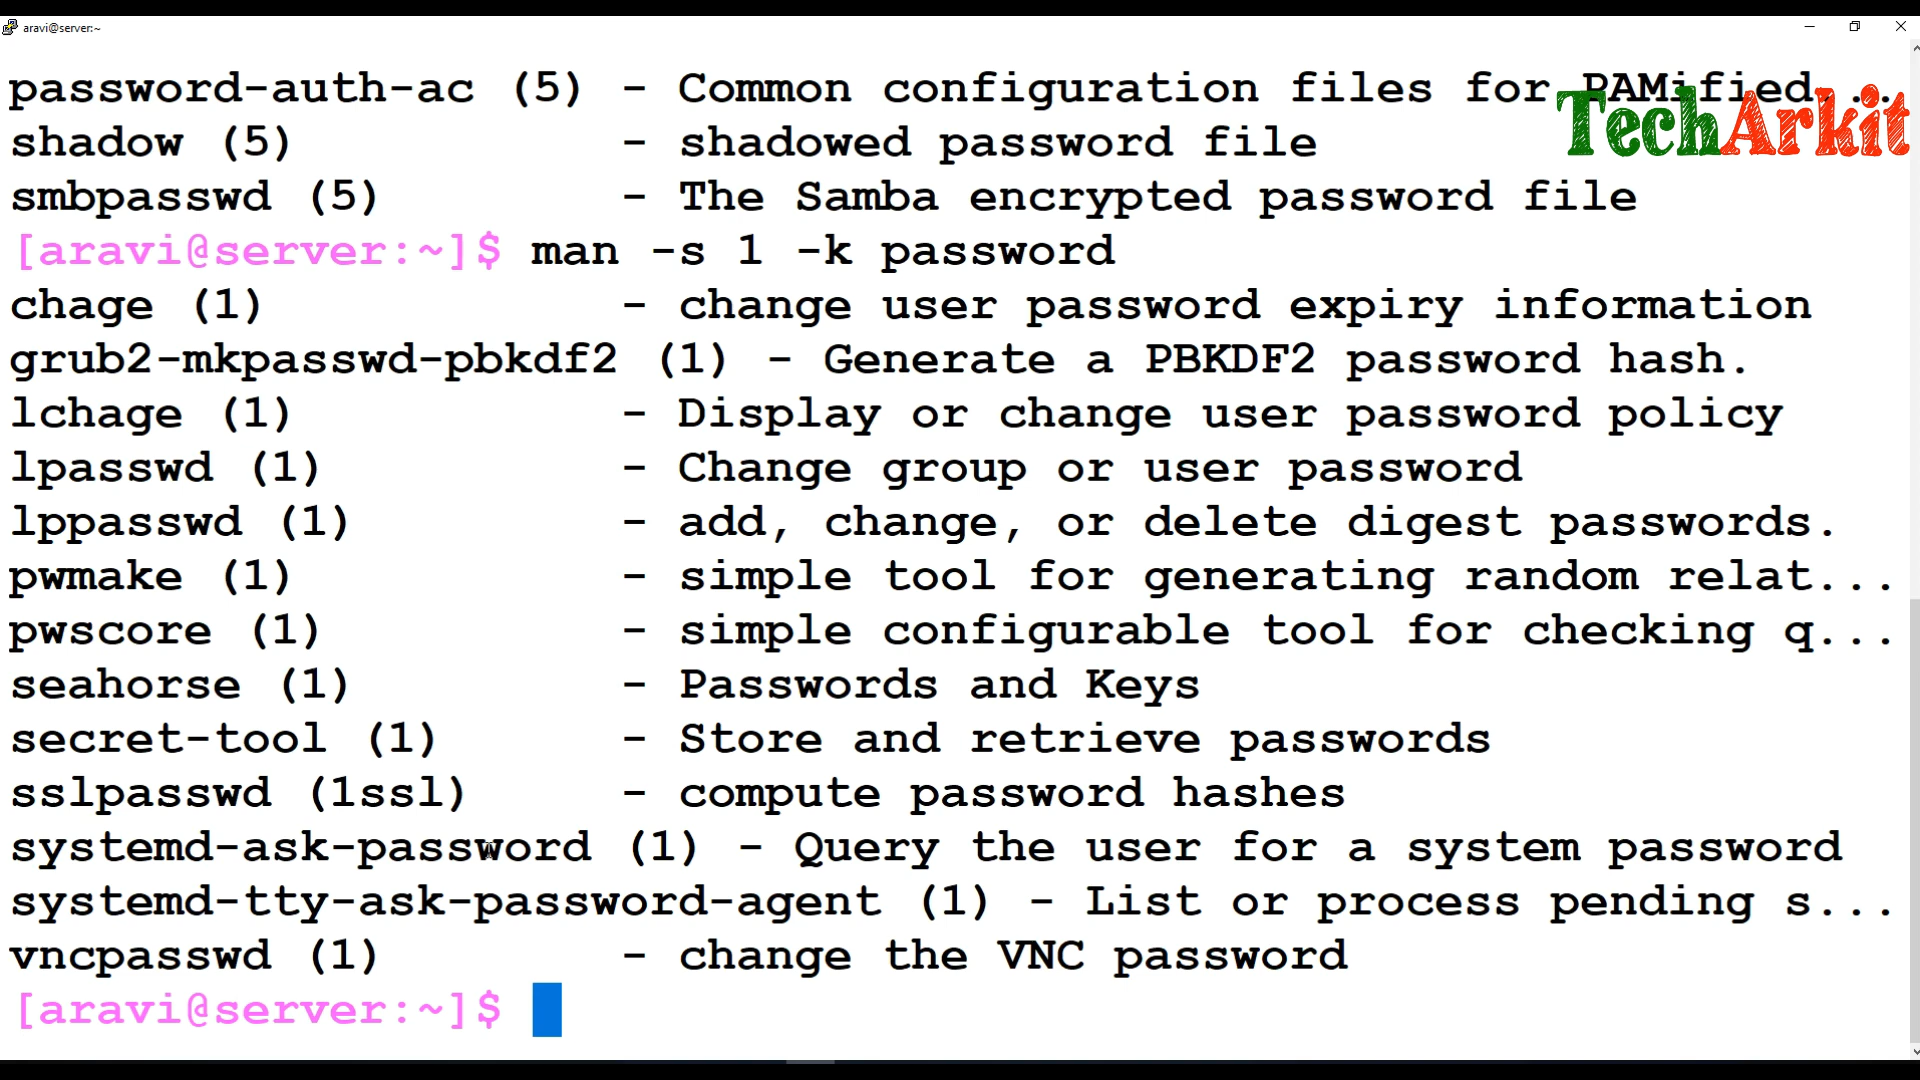 aravi@server:~
password-auth-ac (5) - Common configuration files for PAMified...
TechArkit
shadow (5)           - shadowed password file
smbpasswd (5)        - The Samba encrypted password file
[aravi@server:~]$ man -s 1 -k password
chage (1)            - change user password expiry information
grub2-mkpasswd-pbkdf2 (1) - Generate a PBKDF2 password hash.
lchage (1)           - Display or change user password policy
lpasswd (1)          - Change group or user password
lppasswd (1)         - add, change, or delete digest passwords.
pwmake (1)           - simple tool for generating random relat...
pwscore (1)          - simple configurable tool for checking q...
seahorse (1)         - Passwords and Keys
secret-tool (1)      - Store and retrieve passwords
sslpasswd (1ssl)     - compute password hashes
systemd-ask-password (1) - Query the user for a system password
systemd-tty-ask-password-agent (1) - List or process pending s...
vncpasswd (1)        - change the VNC password
[aravi@server:~]$